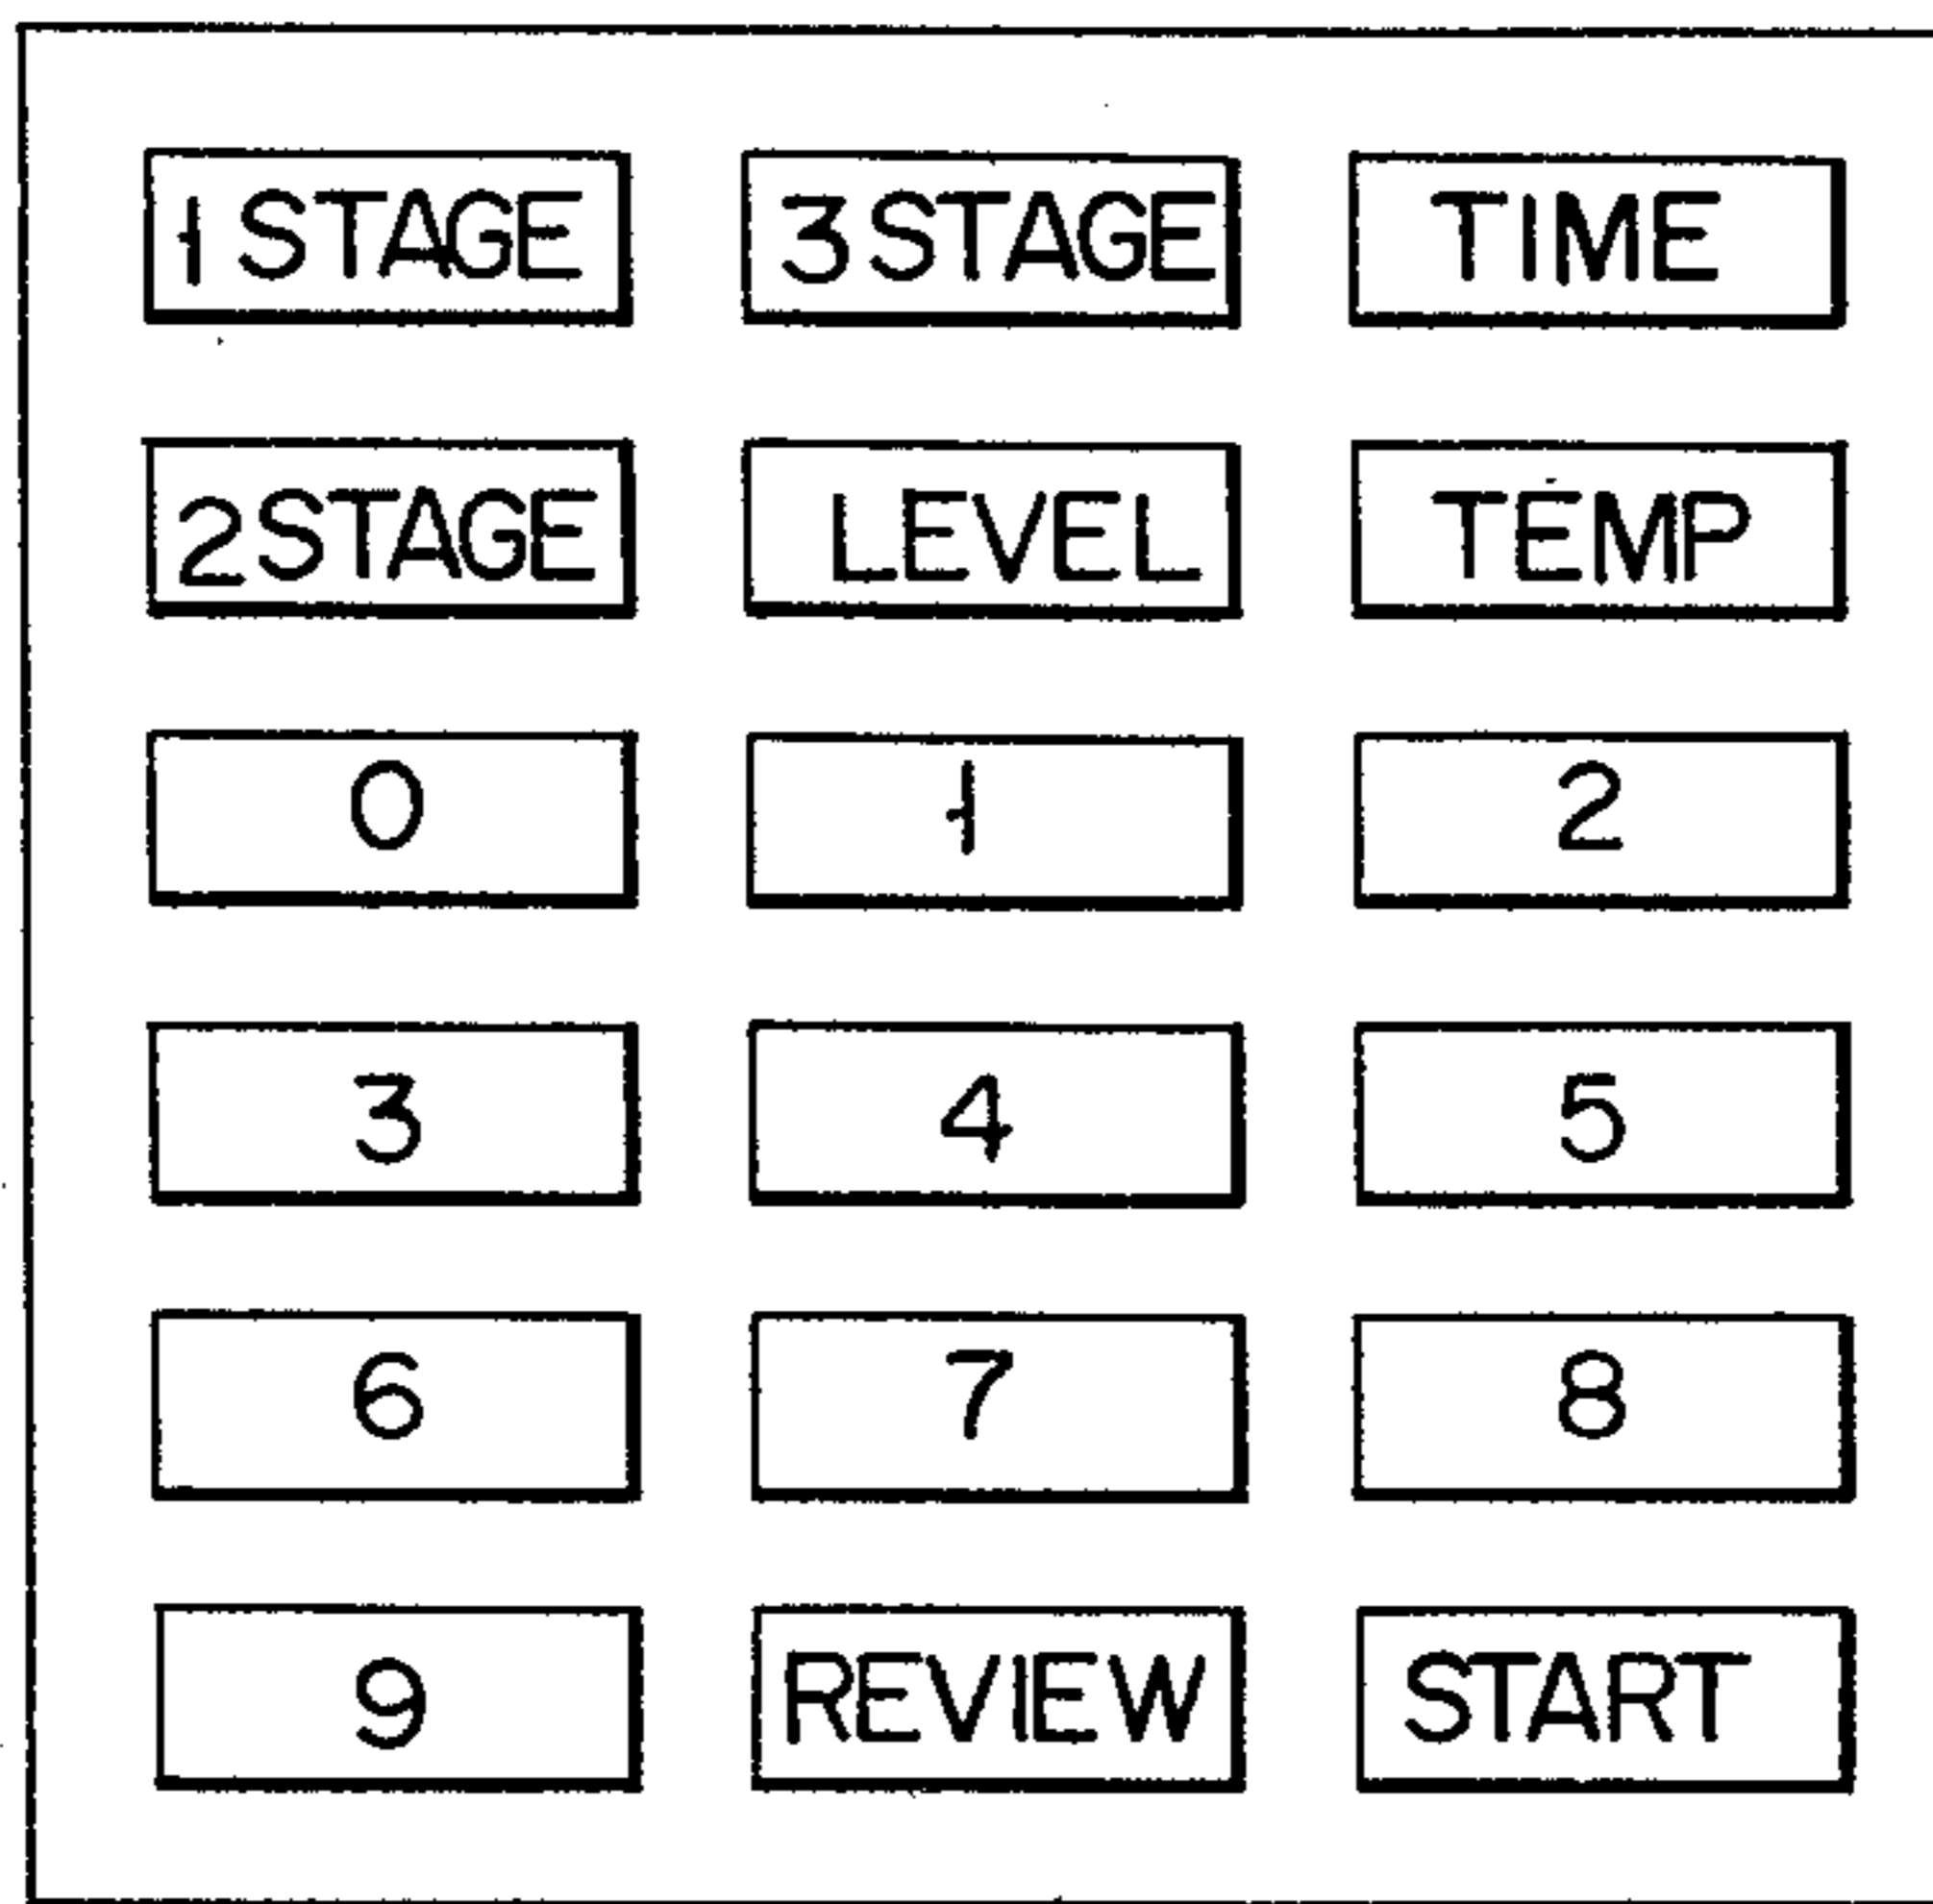 1 STAGE 3 STAGE TIME
2 STAGE LEVEL TEMP
0 1 2
3 4 5
6 7 8
9 REVIEW START